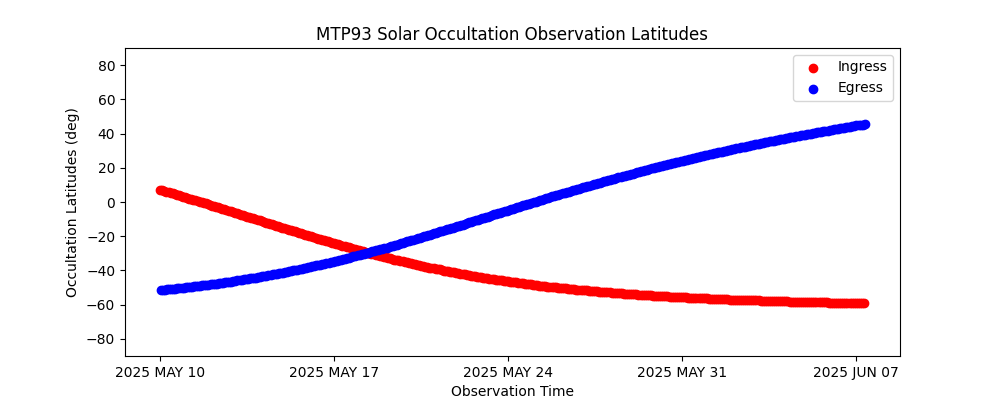 MTP93 Solar Occultation Observation Latitudes
Ingress
Egress
Occultation Latitudes (deg)
80
60
40
20
0
−20
−40
−60
−80
2025 MAY 10
2025 MAY 17
2025 MAY 24
2025 MAY 31
2025 JUN 07
Observation Time